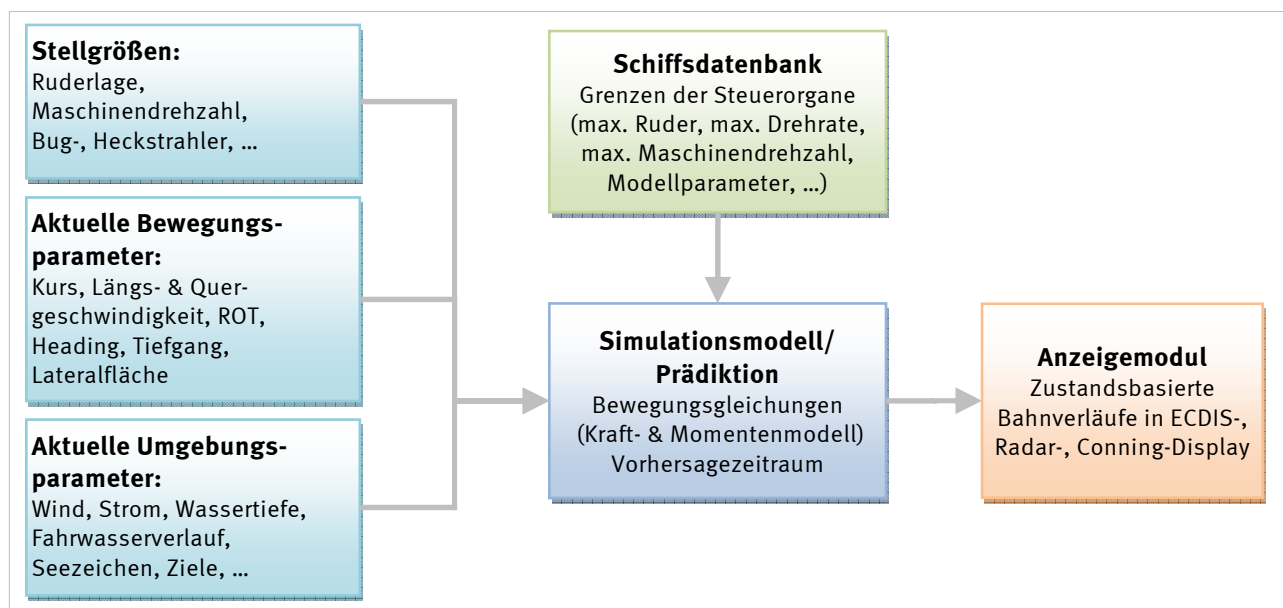 Stellgrößen:
Ruderlage,
Maschinendrehzahl,
Bug-, Heckstrahler, ...
Aktuelle Bewegungs-
parameter:
Kurs, Längs- & Quer-
geschwindigkeit, ROT,
Heading, Tiefgang,
Lateralfläche
Aktuelle Umgebungs-
parameter:
Wind, Strom, Wassertiefe,
Fahrwasserverlauf,
Seezeichen, Ziele, ...
Schiffsdatenbank
Grenzen der Steuerorgane
(max. Ruder, max. Drehrate,
max. Maschinendrehzahl,
Modellparameter, ...)
Simulationsmodell/
Prädiktion
Bewegungsgleichungen
(Kraft- & Momentenmodell)
Vorhersagezeitraum
Anzeigemodul
Zustandsbasierte
Bahnverläufe in ECDIS-,
Radar-, Conning-Display